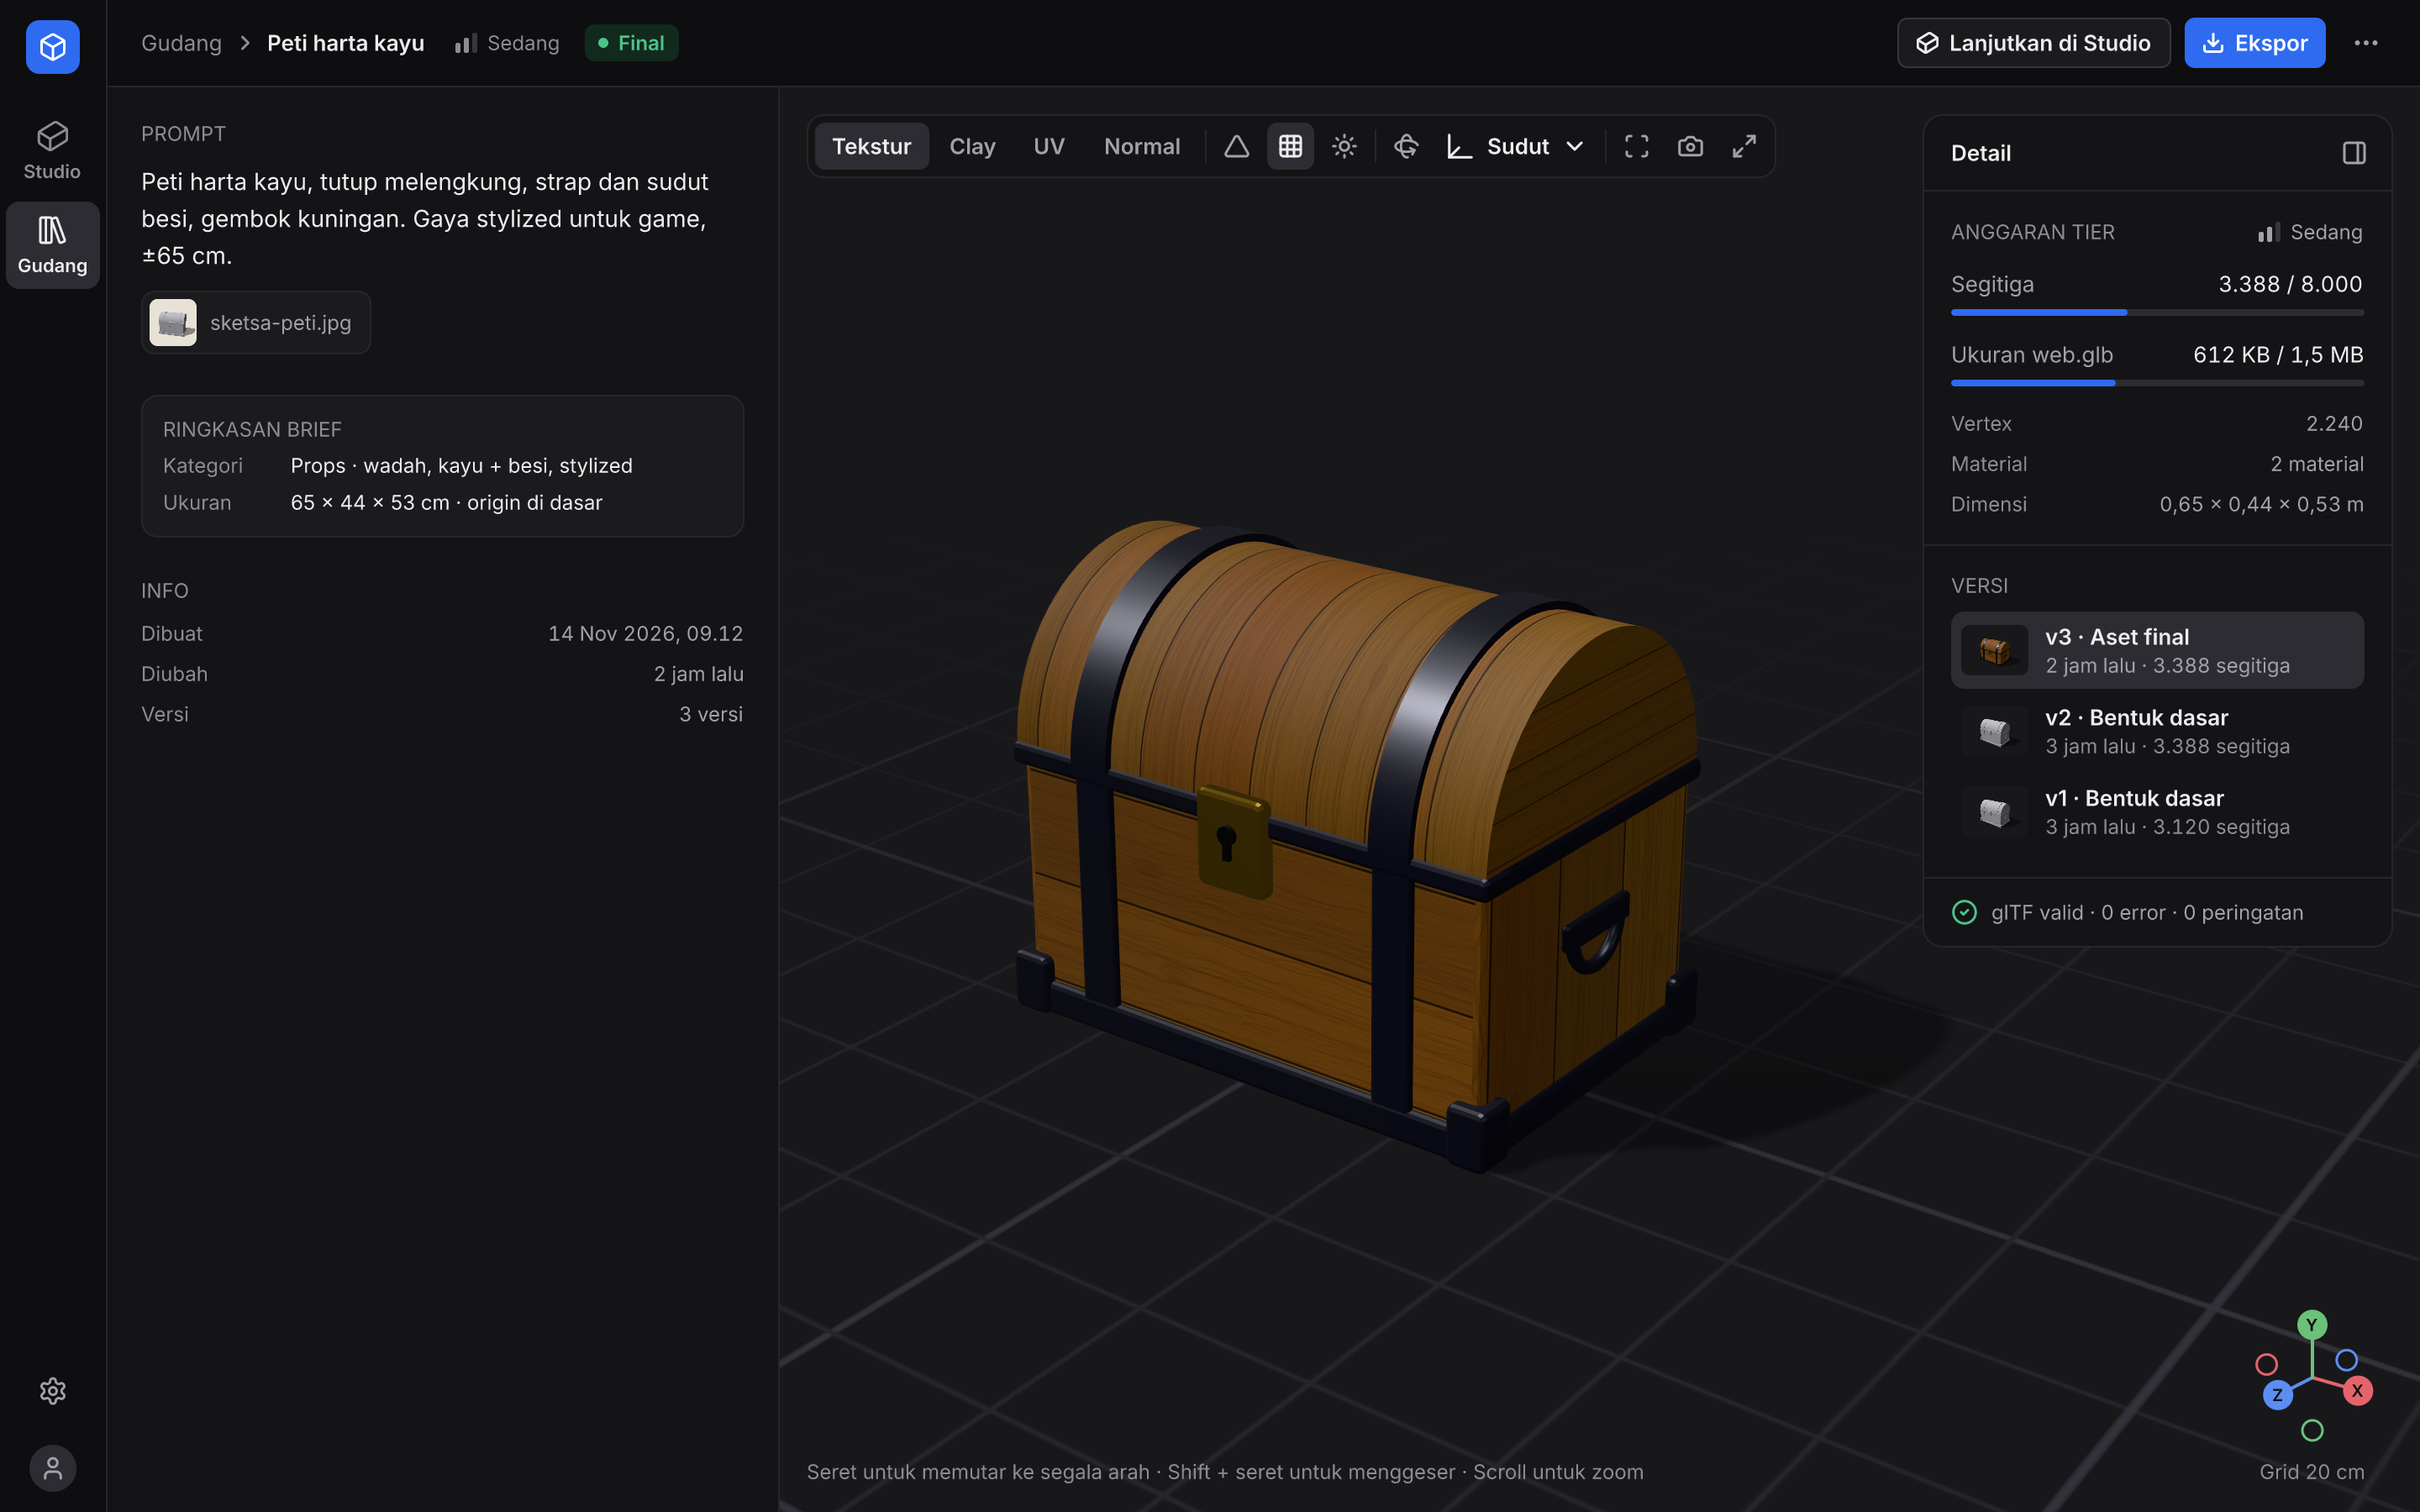 Gudang
Peti harta kayu
Sedang
Final
Lanjutkan di Studio
Ekspor
Studio
Gudang
PROMPT
Peti harta kayu, tutup melengkung, strap dan sudut
besi, gembok kuningan. Gaya stylized untuk game,
±65 cm.
sketsa-peti.jpg
RINGKASAN BRIEF
Kategori Props · wadah, kayu + besi, stylized
Ukuran 65 × 44 × 53 cm · origin di dasar
INFO
Dibuat 14 Nov 2026, 09.12
Diubah 2 jam lalu
Versi 3 versi
Tekstur Clay UV Normal Sudut
Detail
ANGGARAN TIER Sedang
Segitiga 3.388 / 8.000
Ukuran web.glb 612 KB / 1,5 MB
Vertex 2.240
Material 2 material
Dimensi 0,65 × 0,44 × 0,53 m
VERSI
v3 · Aset final
2 jam lalu · 3.388 segitiga
v2 · Bentuk dasar
3 jam lalu · 3.388 segitiga
v1 · Bentuk dasar
3 jam lalu · 3.120 segitiga
glTF valid · 0 error · 0 peringatan
Y
Z
X
Seret untuk memutar ke segala arah · Shift + seret untuk menggeser · Scroll untuk zoom
Grid 20 cm